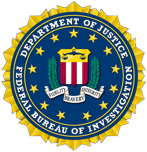 DEPARTMENT OF JUSTICE
FIDELITY BRAVERY INTEGRITY
FEDERAL BUREAU OF INVESTIGATION